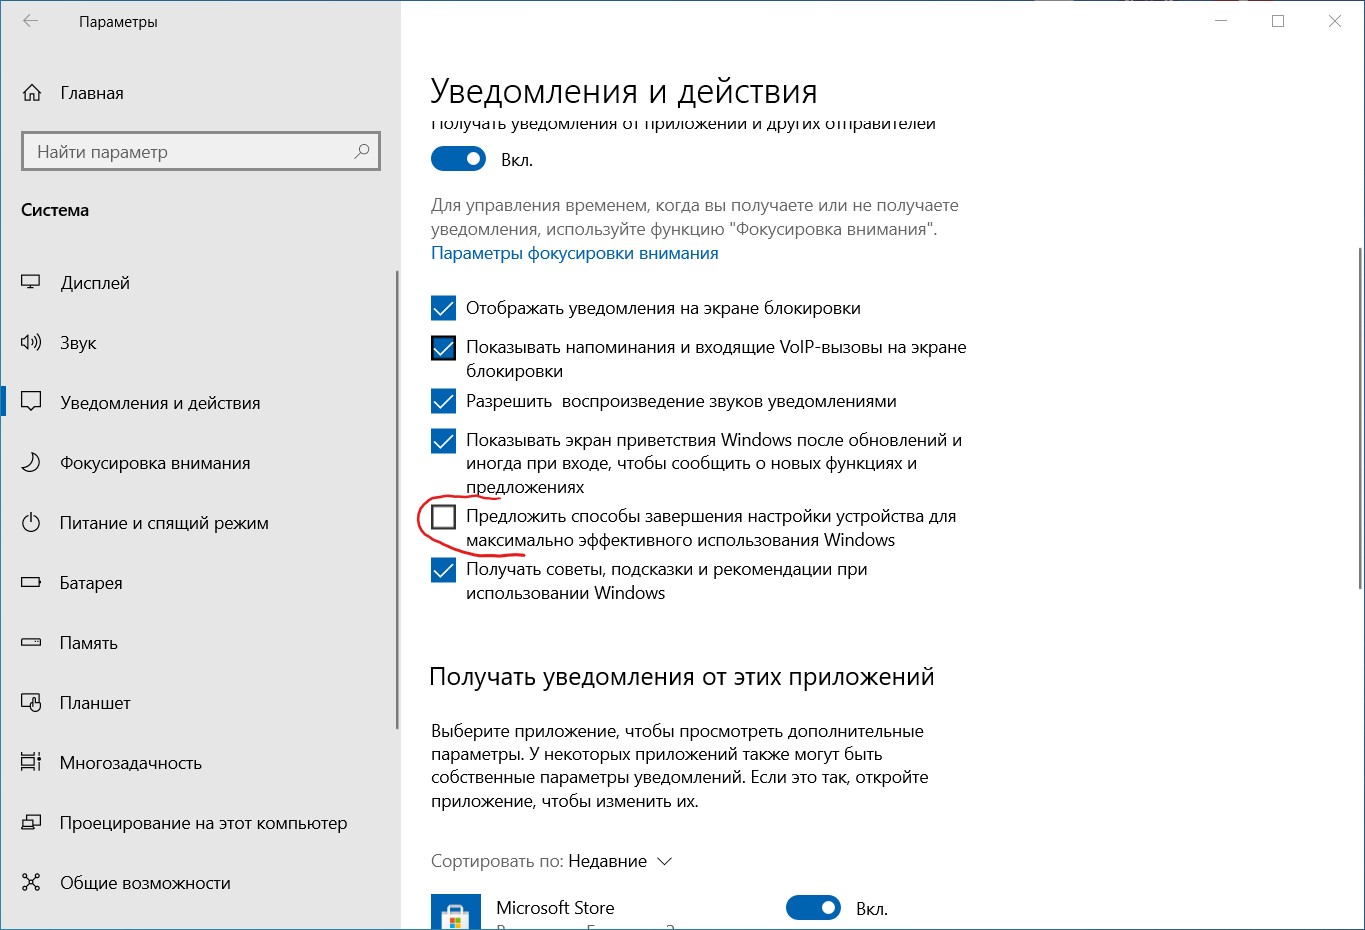 Параметры
Главная
Найти параметр
Система
Дисплей
Звук
Уведомления и действия
Фокусировка внимания
Питание и спящий режим
Батарея
Память
Планшет
Многозадачность
Проецирование на этот компьютер
Общие возможности
Уведомления и действия
Получать уведомления от приложений и других отправителей
Вкл.
Для управления временем, когда вы получаете или не получаете
уведомления, используйте функцию "Фокусировка внимания".
Параметры фокусировки внимания
Отображать уведомления на экране блокировки
Показывать напоминания и входящие VoIP-вызовы на экране
блокировки
Разрешить воспроизведение звуков уведомлениями
Показывать экран приветствия Windows после обновлений и
иногда при входе, чтобы сообщить о новых функциях и
предложениях
Предложить способы завершения настройки устройства для
максимально эффективного использования Windows
Получать советы, подсказки и рекомендации при
использовании Windows
Получать уведомления от этих приложений
Выберите приложение, чтобы просмотреть дополнительные
параметры. У некоторых приложений также могут быть
собственные параметры уведомлений. Если это так, откройте
приложение, чтобы изменить их.
Сортировать по: Недавние
Microsoft Store
Вкл.